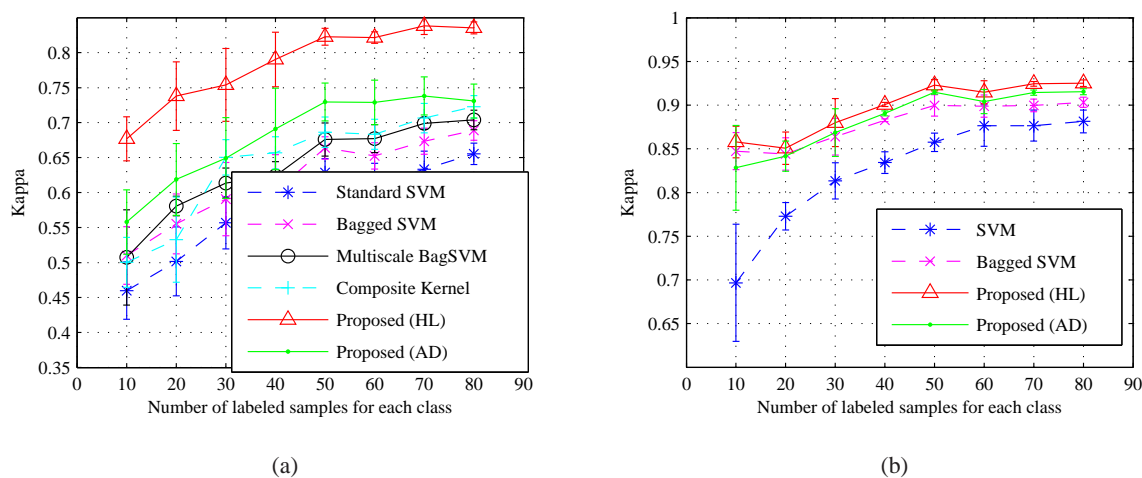 0.8
0.75
0.7
0.65
0.6
0.55
0.5
0.45
0.4
0.35
Kappa
0 10 20 30 40 50 60 70 80 90
Number of labeled samples for each class
Standard SVM
Bagged SVM
Multiscale BagSVM
Composite Kernel
Proposed (HL)
Proposed (AD)
(a)
1
0.95
0.9
0.85
0.8
0.75
0.7
0.65
Kappa
0 10 20 30 40 50 60 70 80 90
Number of labeled samples for each class
SVM
Bagged SVM
Proposed (HL)
Proposed (AD)
(b)